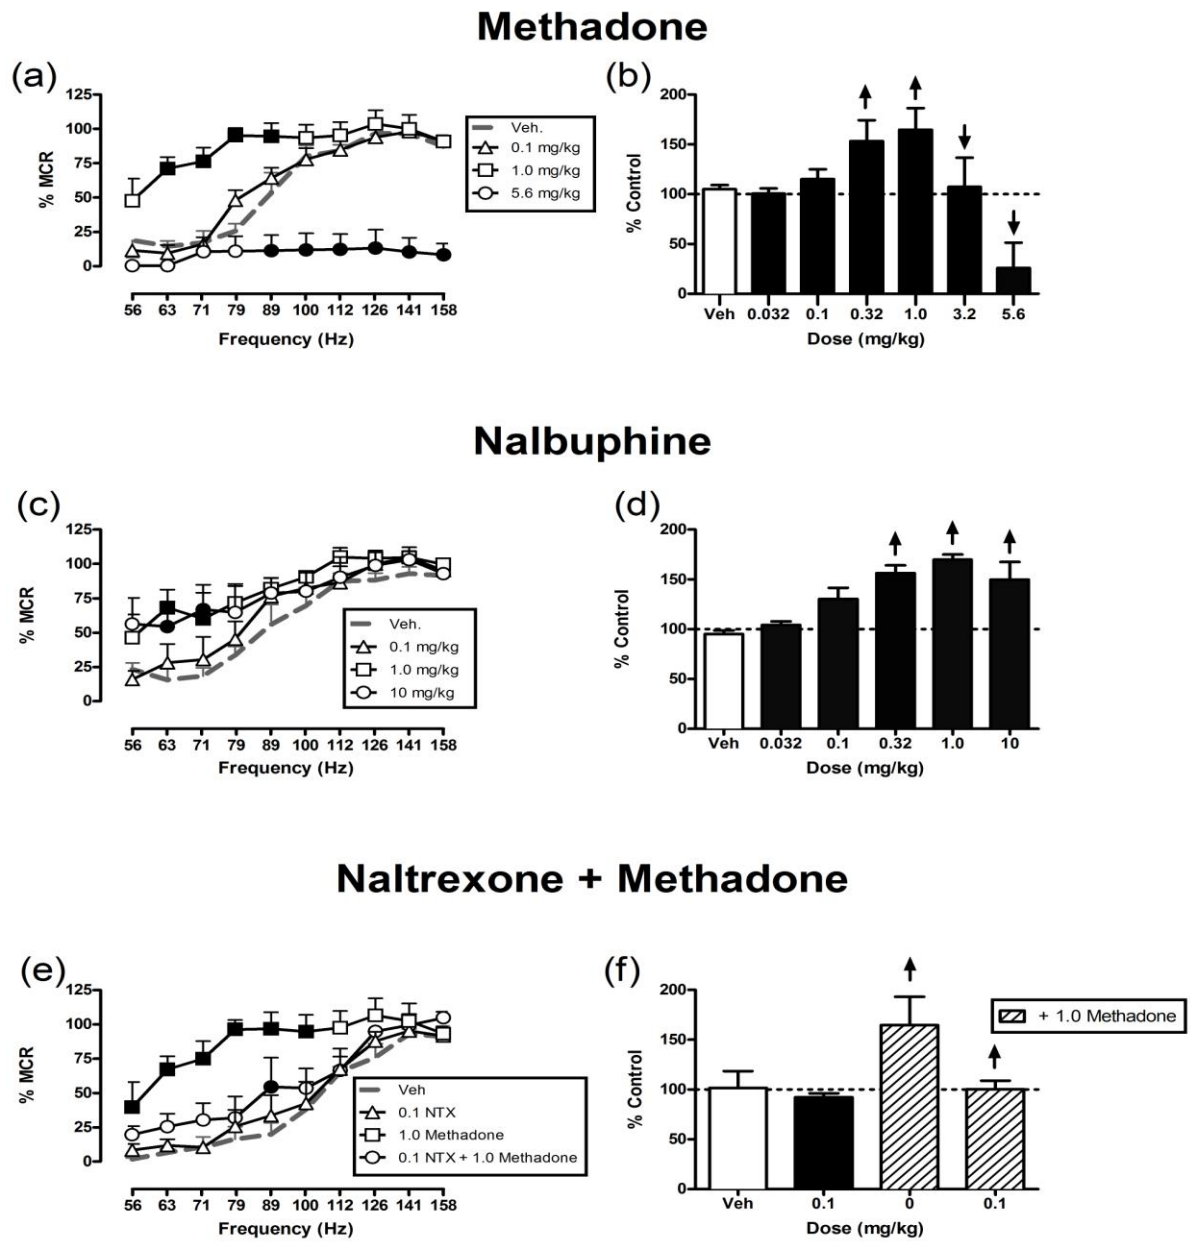 Methadone
(a)
125
100
75
50
25
0
% MCR
56 63 71 79 89 100 112 126 141 158
Frequency (Hz)
Veh.
0.1 mg/kg
1.0 mg/kg
5.6 mg/kg
(b)
200
150
100
50
0
% Control
Veh 0.032 0.1 0.32 1.0 3.2 5.6
Dose (mg/kg)
Nalbuphine
(c)
125
100
75
50
25
0
% MCR
56 63 71 79 89 100 112 126 141 158
Frequency (Hz)
Veh.
0.1 mg/kg
1.0 mg/kg
10 mg/kg
(d)
200
150
100
50
0
% Control
Veh 0.032 0.1 0.32 1.0 10
Dose (mg/kg)
Naltrexone + Methadone
(e)
125
100
75
50
25
0
% MCR
56 63 71 79 89 100 112 126 141 158
Frequency (Hz)
Veh
0.1 NTX
1.0 Methadone
0.1 NTX + 1.0 Methadone
(f)
200
150
100
50
0
% Control
Veh 0.1 0 0.1
Dose (mg/kg)
+ 1.0 Methadone